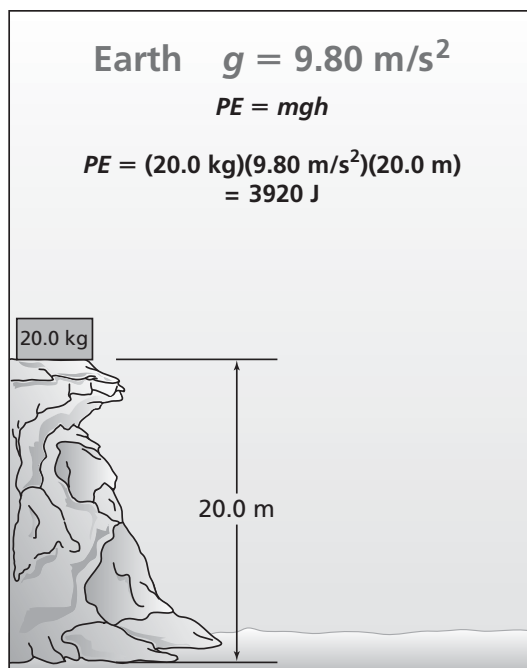 Earth g = 9.80 m/s²
PE = mgh
PE = (20.0 kg)(9.80 m/s²)(20.0 m)
= 3920 J
20.0 kg
20.0 m